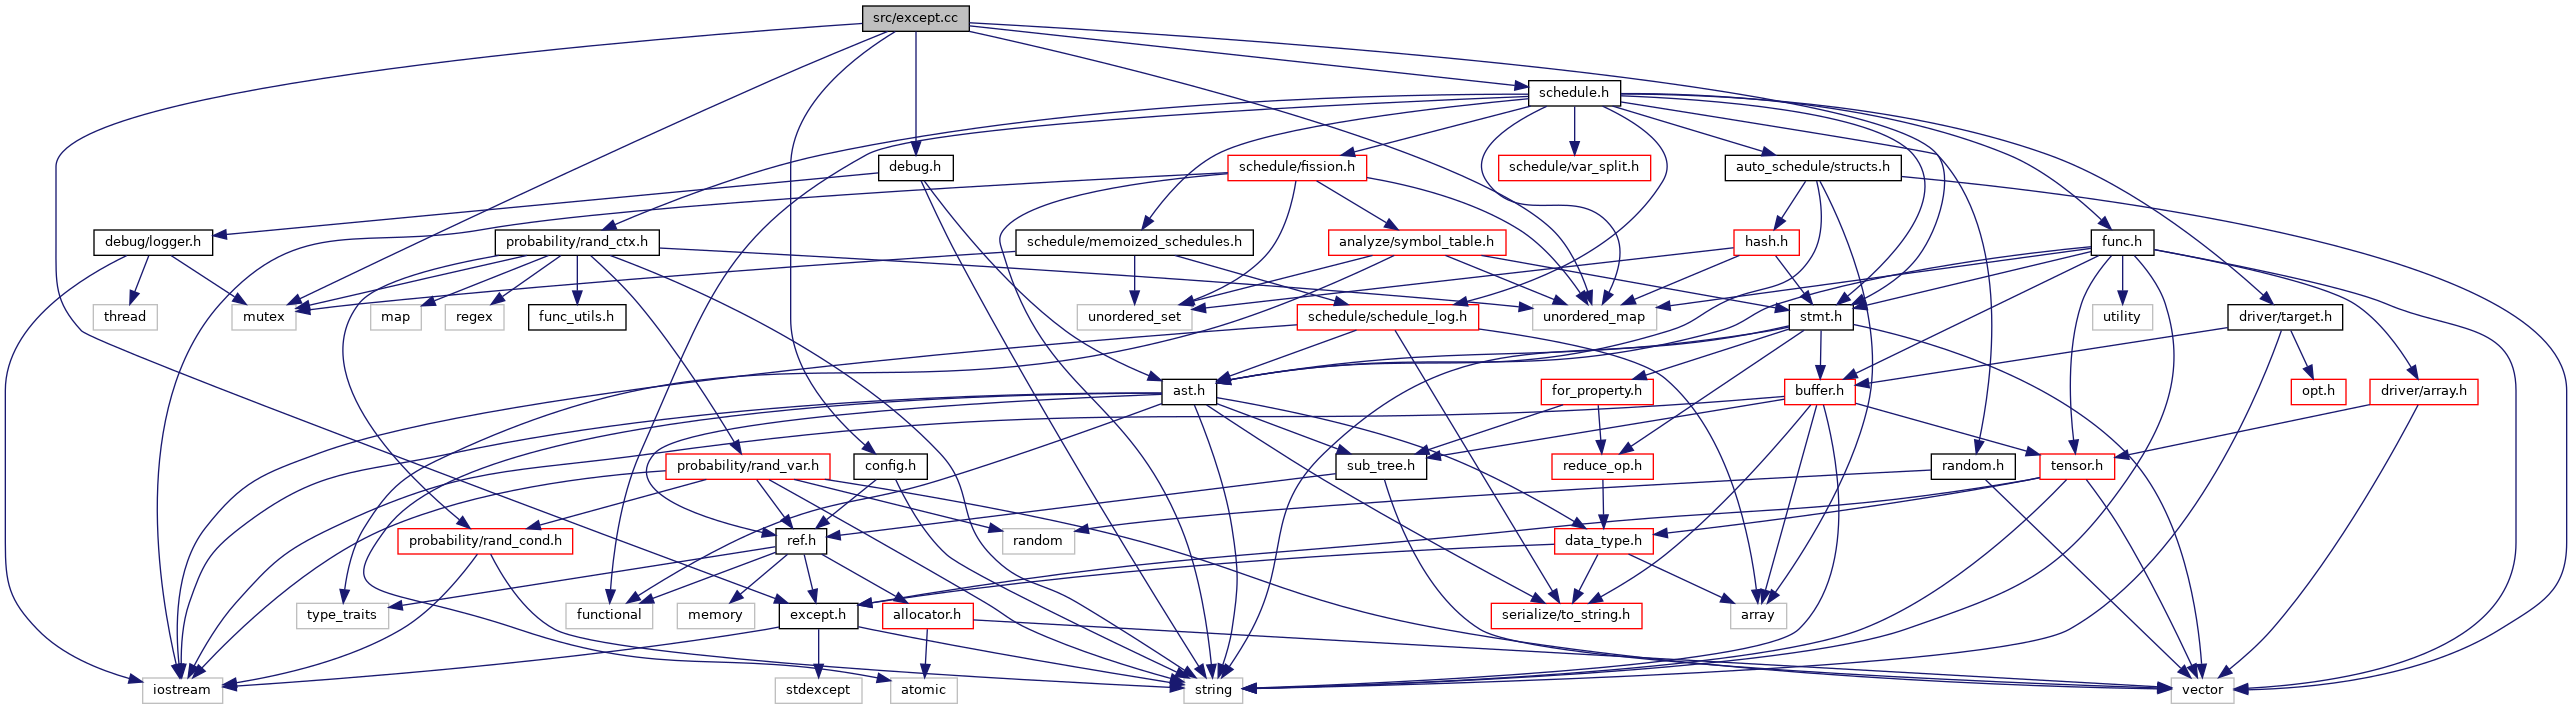 src/except.cc
schedule.h
debug.h
schedule/fission.h
schedule/var_split.h
auto_schedule/structs.h
debug/logger.h
probability/rand_ctx.h
schedule/memoized_schedules.h
analyze/symbol_table.h
hash.h
func.h
thread
mutex
map
regex
func_utils.h
unordered_set
schedule/schedule_log.h
unordered_map
stmt.h
utility
driver/target.h
ast.h
for_property.h
buffer.h
opt.h
driver/array.h
probability/rand_var.h
config.h
sub_tree.h
reduce_op.h
random.h
tensor.h
probability/rand_cond.h
ref.h
random
data_type.h
type_traits
functional
memory
except.h
allocator.h
serialize/to_string.h
array
iostream
stdexcept
atomic
string
vector